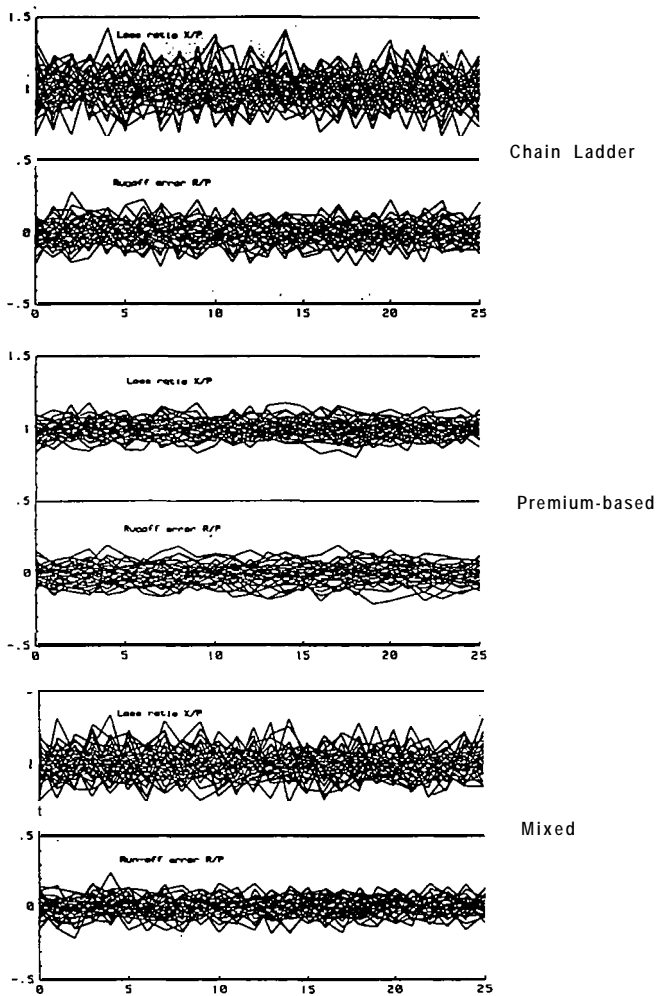 1.5
Loss ratio X/P
1
Chain Ladder
.5
Runoff error R/P
0
-.5
0 5 10 15 20 25
1.5
Loss ratio X/P
1
.5
Premium-based
Runoff error R/P
0
-.5
0 5 10 15 20 25
Loss ratio X/P
1
t
Mixed
.5
Run-off error R/P
0
-.5
0 5 10 15 20 25